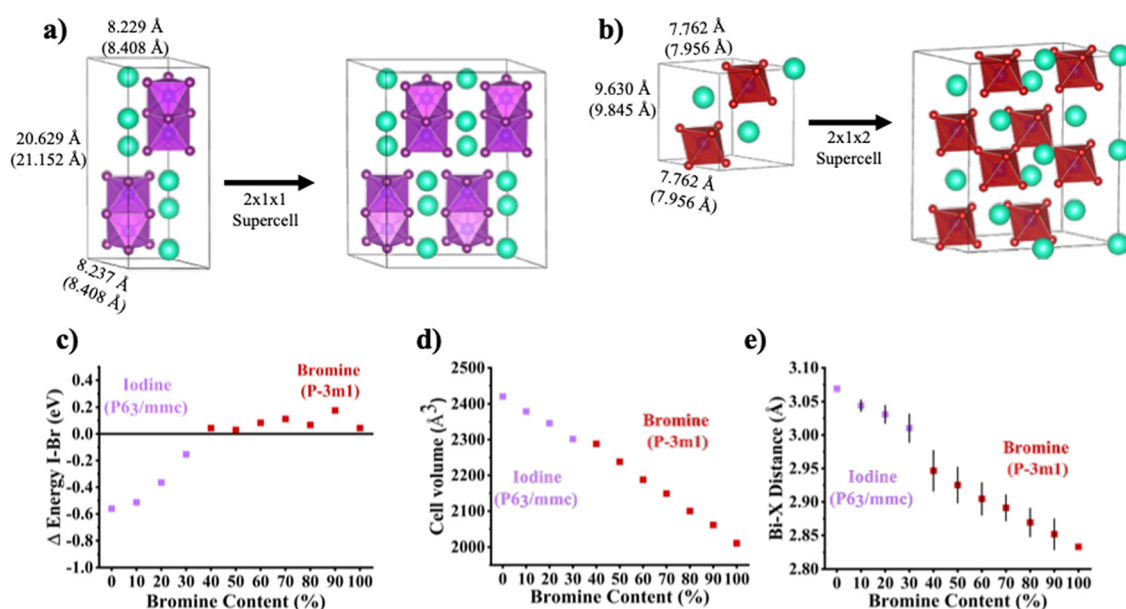 a)
8.229 Å
(8.408 Å)
20.629 Å
(21.152 Å)
8.237 Å
(8.408 Å)
2x1x1
Supercell
b)
7.762 Å
(7.956 Å)
9.630 Å
(9.845 Å)
7.762 Å
(7.956 Å)
2x1x2
Supercell
c)
Δ Energy I-Br (eV)
0.4
0.2
0.0
-0.2
-0.4
-0.6
-0.8
-1.0
Iodine
(P63/mmc)
Bromine
(P-3m1)
0 10 20 30 40 50 60 70 80 90 100
Bromine Content (%)
d)
Cell volume (Å^3)
2500
2400
2300
2200
2100
2000
Bromine
(P-3m1)
Iodine
(P63/mmc)
0 10 20 30 40 50 60 70 80 90 100
Bromine Content (%)
e)
Bi-X Distance (Å)
3.10
3.05
3.00
2.95
2.90
2.85
2.80
Bromine
(P-3m1)
Iodine
(P63/mmc)
0 10 20 30 40 50 60 70 80 90 100
Bromine Content (%)